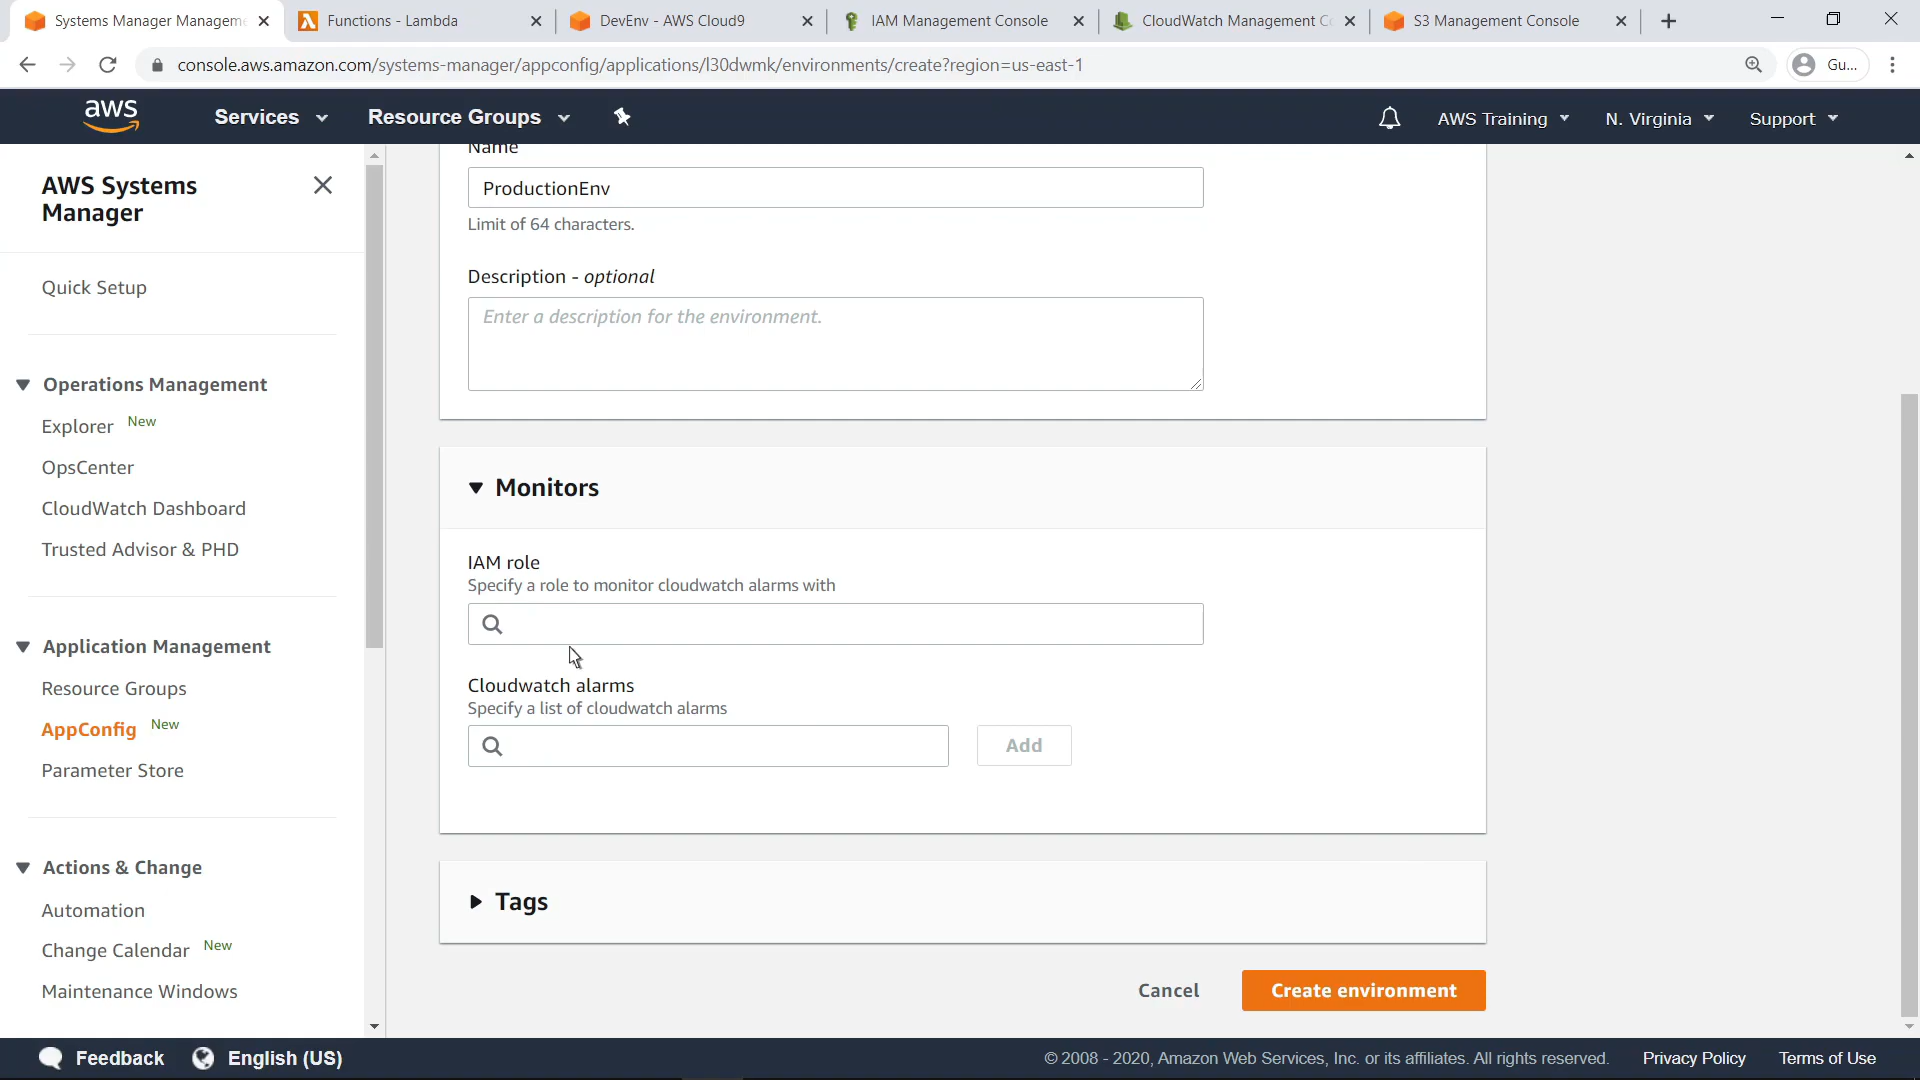 Systems Manager Manageme
Functions - Lambda
DevEnv - AWS Cloud9
IAM Management Console
CloudWatch Management C
S3 Management Console
console.aws.amazon.com/systems-manager/appconfig/applications/l30dwmk/environments/create?region=us-east-1
Gu...
aws
Services
Resource Groups
AWS Training
N. Virginia
Support
AWS Systems
Manager
Quick Setup
Operations Management
Explorer New
OpsCenter
CloudWatch Dashboard
Trusted Advisor & PHD
Application Management
Resource Groups
AppConfig New
Parameter Store
Actions & Change
Automation
Change Calendar New
Maintenance Windows
Name
ProductionEnv
Limit of 64 characters.
Description - optional
Enter a description for the environment.
Monitors
IAM role
Specify a role to monitor cloudwatch alarms with
Cloudwatch alarms
Specify a list of cloudwatch alarms
Add
Tags
Cancel
Create environment
Feedback
English (US)
© 2008 - 2020, Amazon Web Services, Inc. or its affiliates. All rights reserved.
Privacy Policy
Terms of Use